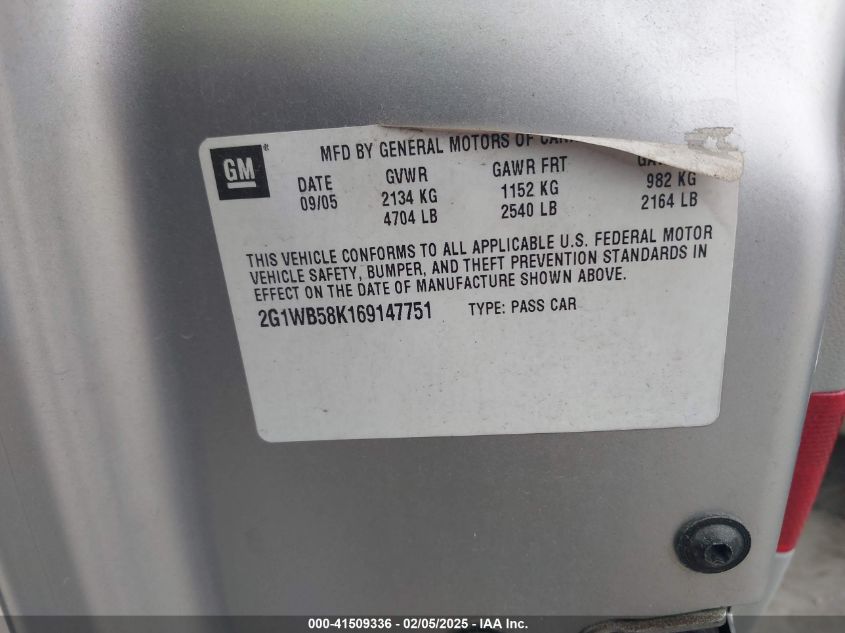 GM
MFD BY GENERAL MOTORS OF
DATE GVWR GAWR FRT
09/05 2134 KG 1152 KG 982 KG
4704 LB 2540 LB 2164 LB
THIS VEHICLE CONFORMS TO ALL APPLICABLE U.S. FEDERAL MOTOR
VEHICLE SAFETY, BUMPER, AND THEFT PREVENTION STANDARDS IN
EFFECT ON THE DATE OF MANUFACTURE SHOWN ABOVE.
2G1WB58K169147751 TYPE: PASS CAR
000-41509336 - 02/05/2025 - IAA Inc.